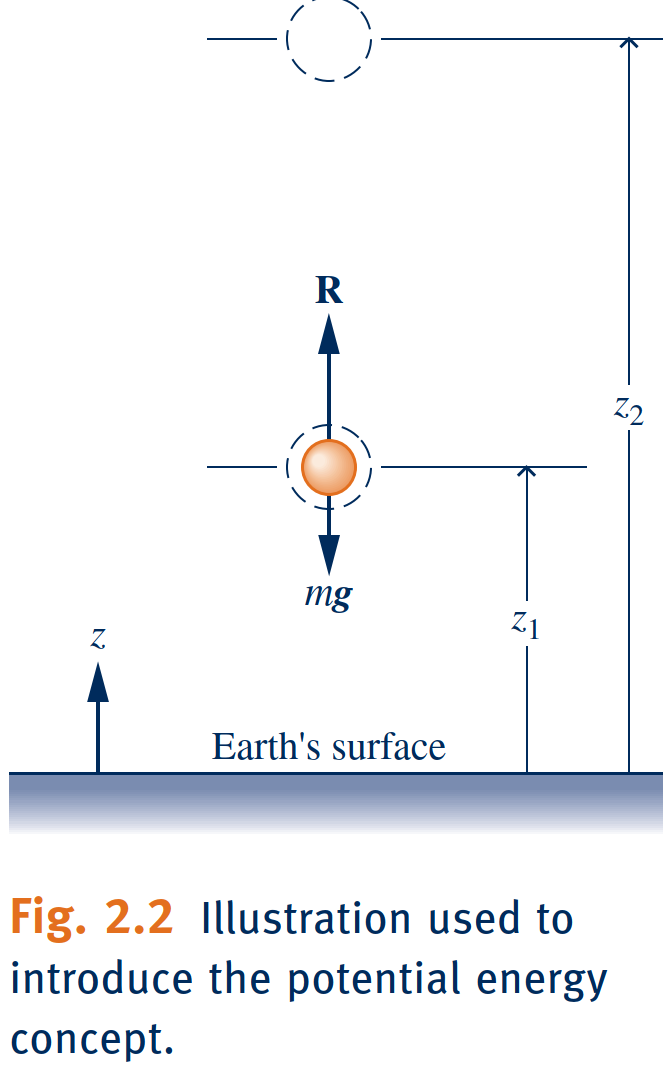 R
z2
mg
z1
z
Earth's surface
Fig. 2.2 Illustration used to
introduce the potential energy
concept.